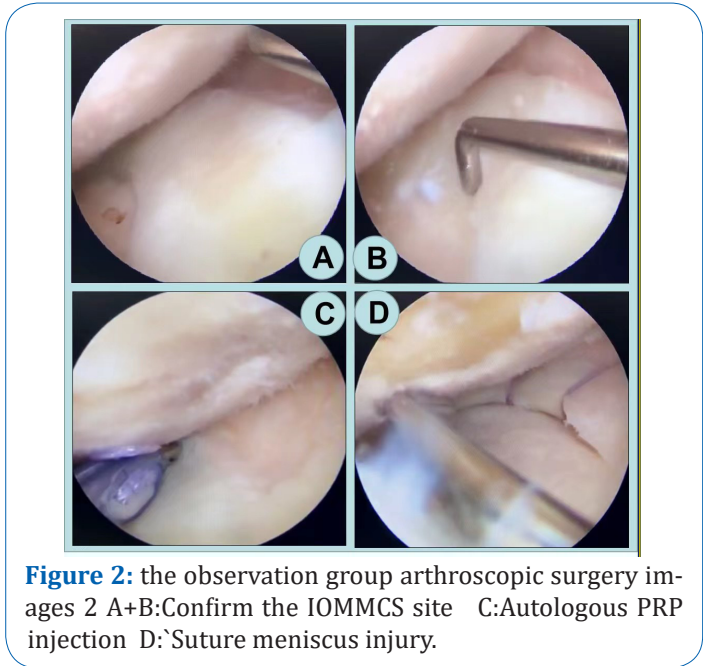 A
B
C
D
Figure 2: the observation group arthroscopic surgery im-
ages 2 A+B:Confirm the IOMMCS site C:Autologous PRP
injection D:`Suture meniscus injury.